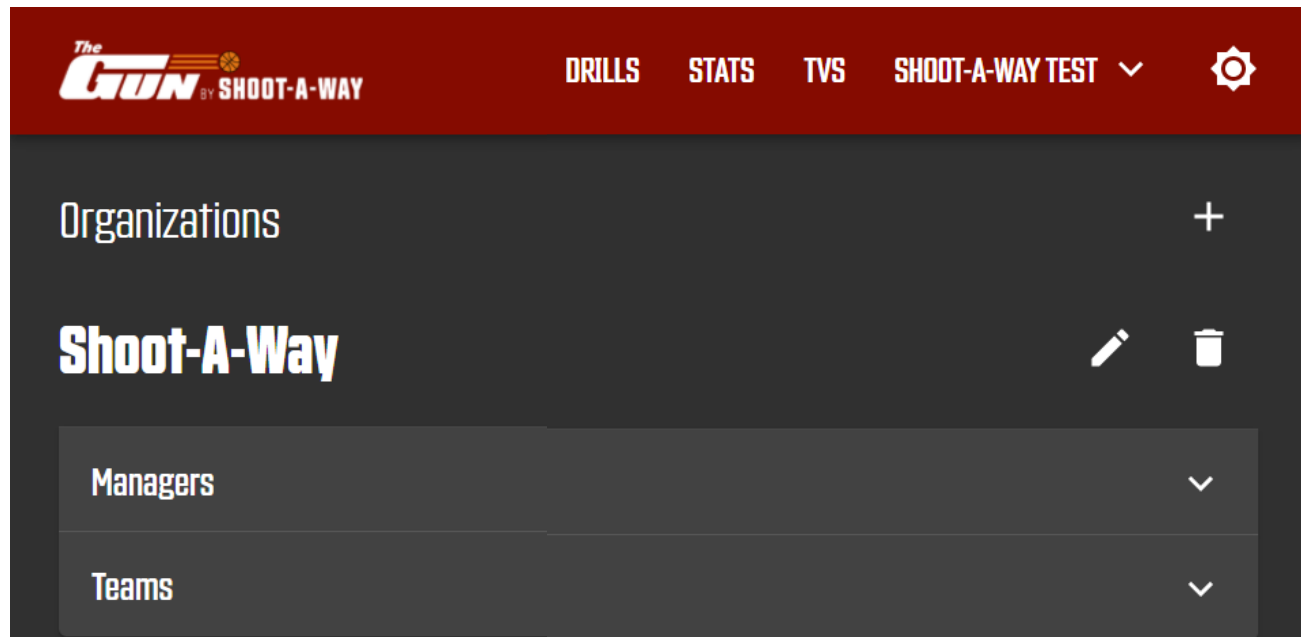 The
GUN BY SHOOT-A-WAY
DRILLS STATS TVS SHOOT-A-WAY TEST
Organizations
Shoot-A-Way
Managers
Teams